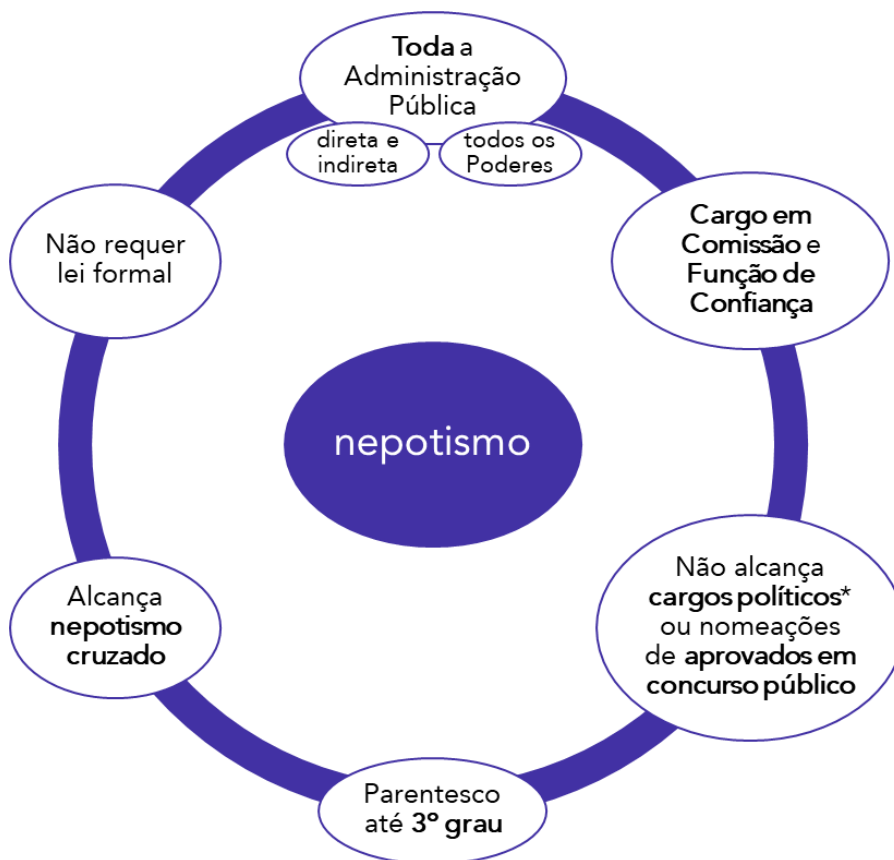 Toda a
Administração
Pública
direta e
indireta
todos os
Poderes
Não requer
lei formal
Cargo em
Comissão e
Função de
Confiança
nepotismo
Alcança
nepotismo
cruzado
Não alcança
cargos políticos*
ou nomeações
de aprovados em
concurso público
Parentesco
até 3º grau